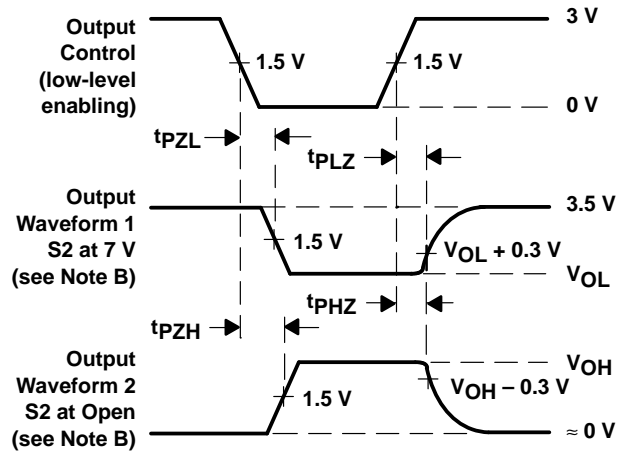 Output
Control
(low-level
enabling)
1.5 V
1.5 V
3 V
0 V
tPZL
tPLZ
Output
Waveform 1
S2 at 7 V
(see Note B)
1.5 V
VOL + 0.3 V
3.5 V
VOL
tPZH
tPHZ
Output
Waveform 2
S2 at Open
(see Note B)
1.5 V
VOH – 0.3 V
VOH
≈ 0 V